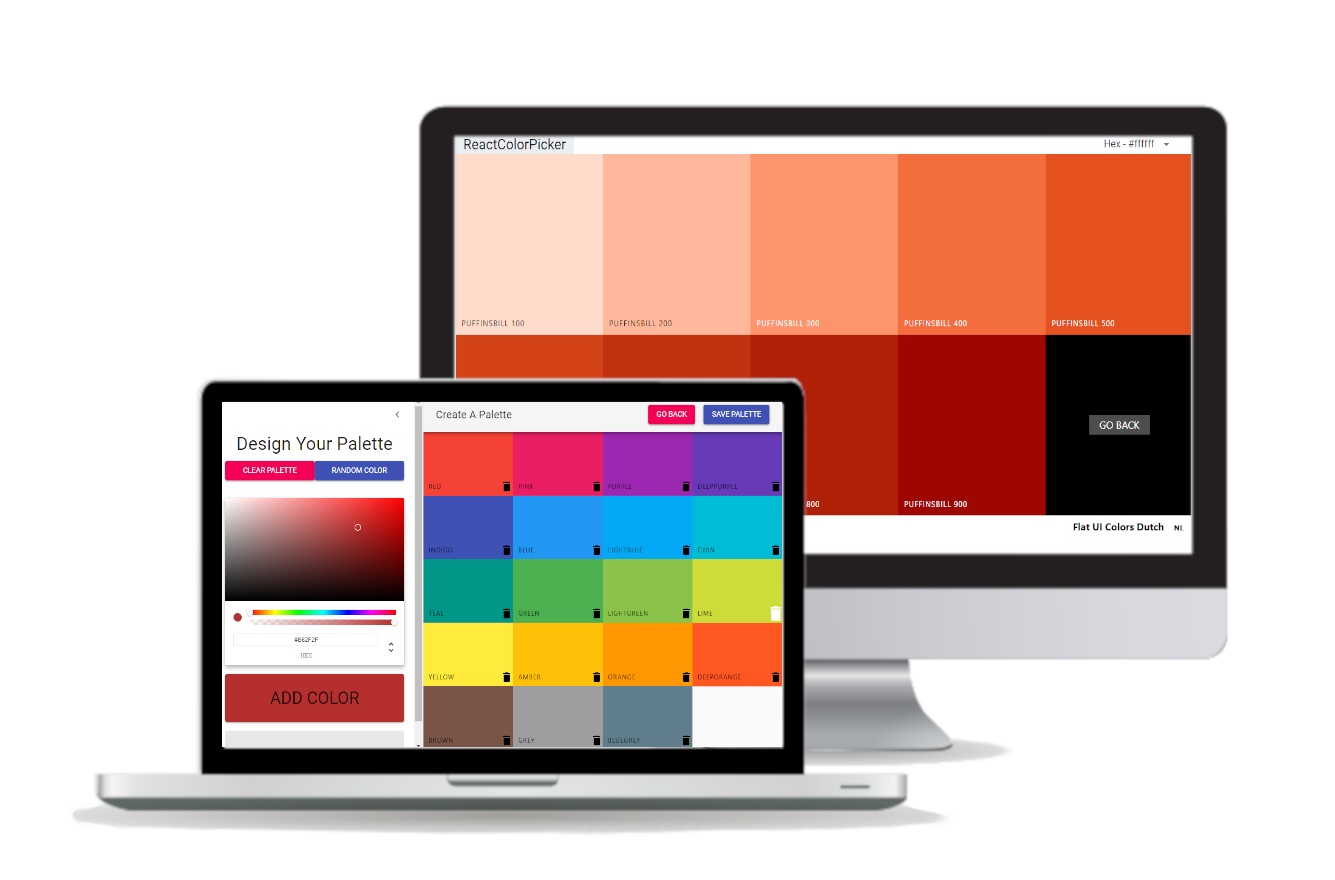 ReactColorPicker
Hex - #ffffff
PUFFINSBILL 100
PUFFINSBILL 200
PUFFINSBILL 300
PUFFINSBILL 400
PUFFINSBILL 500
800
PUFFINSBILL 900
GO BACK
Flat UI Colors Dutch NL
Create A Palette
GO BACK
SAVE PALETTE
Design Your Palette
CLEAR PALETTE
RANDOM COLOR
#B62F2F
HEX
ADD COLOR
RED
PINK
PURPLE
DEEPPURPLE
INDIGO
BLUE
LIGHTBLUE
CYAN
TEAL
GREEN
LIGHTGREEN
LIME
YELLOW
AMBER
ORANGE
DEEPORANGE
BROWN
GREY
BLUEGREY